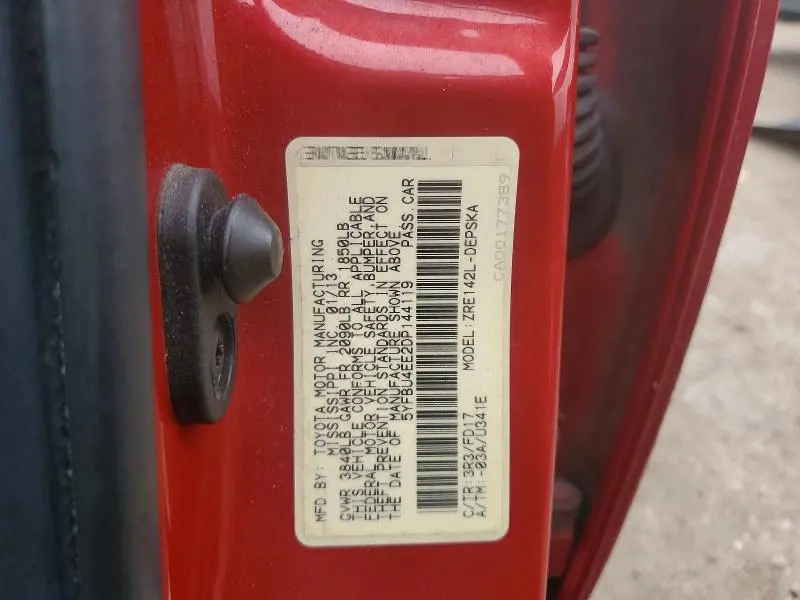 MFD.BY: TOYOTA MOTOR MANUFACTURING
MISSISSIPPI INC. 01/13
GVWR 3840LB GAWR FR 2090LB RR 1850LB
THIS VEHICLE CONFORMS TO ALL APPLICABLE
FEDERAL MOTOR VEHICLE SAFETY,BUMPER,AND
THEFT PREVENTION STANDARDS IN EFFECT ON
THE DATE OF MANUFACTURE SHOWN ABOVE.
5YFBU4EE2DP144119 PASS.CAR
C/TR:3R3/FD17 MODEL:ZRE142L-DEPSKA
A/TM:-03A/U341E
CA00177389